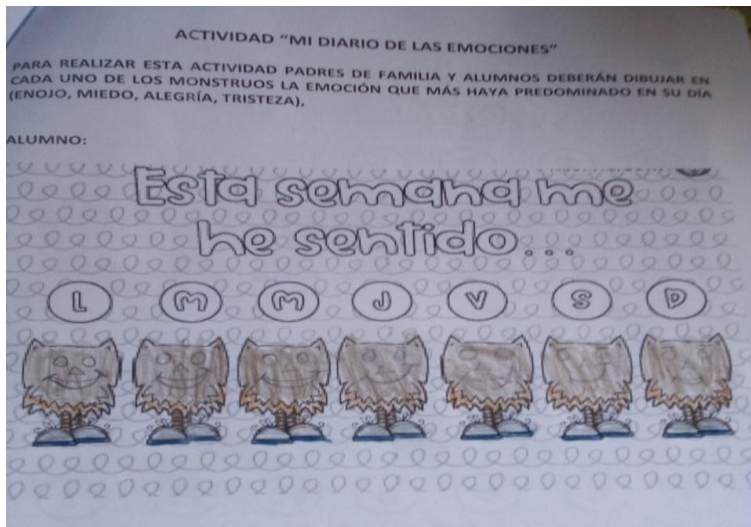 ACTIVIDAD "MI DIARIO DE LAS EMOCIONES"
PARA REALIZAR ESTA ACTIVIDAD PADRES DE FAMILIA Y ALUMNOS DEBERÁN DIBUJAR EN
CADA UNO DE LOS MONSTRUOS LA EMOCIÓN QUE MÁS HAYA PREDOMINADO EN SU DÍA
(ENOJO, MIEDO, ALEGRÍA, TRISTEZA),
ALUMNO:
Esta semana me
he sentido...
L M M J V S D